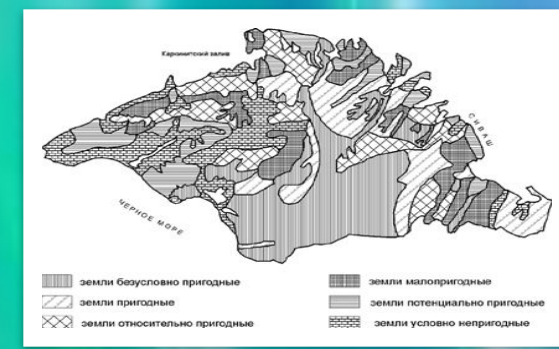 Каркинитский залив
СИВАШ
ЧЕРНОЕ МОРЕ
земли безусловно пригодные
земли пригодные
земли относительно пригодные
земли малопригодные
земли потенциально пригодные
земли условно непригодные